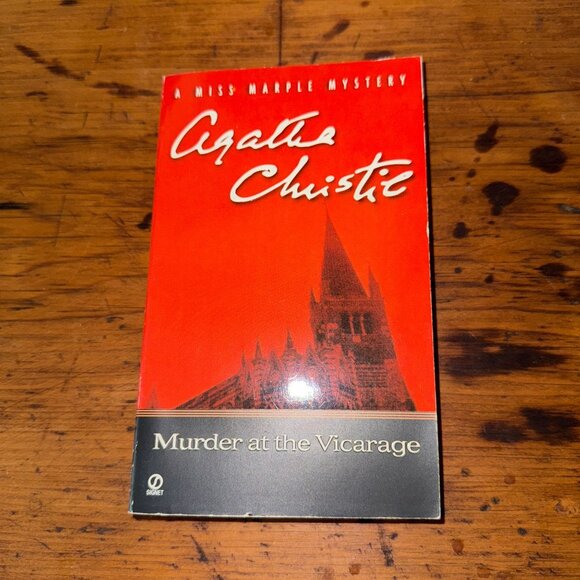 A MISS MARPLE MYSTERY
Agatha
Christie
Murder at the Vicarage
SIGNET